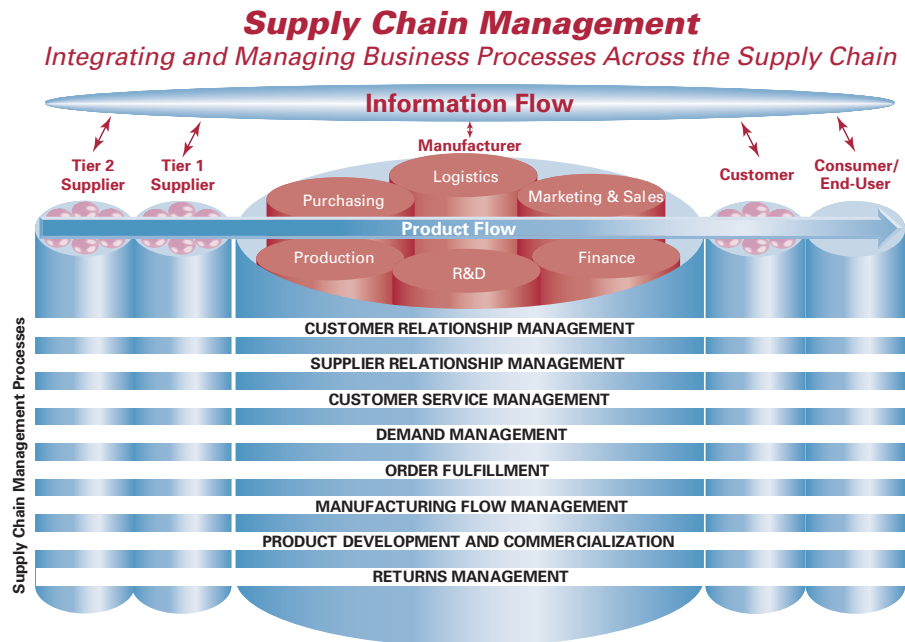 Supply Chain Management
Integrating and Managing Business Processes Across the Supply Chain
Information Flow
Tier 2
Supplier
Tier 1
Supplier
Manufacturer
Customer
Consumer/
End-User
Logistics
Purchasing
Marketing & Sales
Product Flow
Production
R&D
Finance
Supply Chain Management Processes
CUSTOMER RELATIONSHIP MANAGEMENT
SUPPLIER RELATIONSHIP MANAGEMENT
CUSTOMER SERVICE MANAGEMENT
DEMAND MANAGEMENT
ORDER FULFILLMENT
MANUFACTURING FLOW MANAGEMENT
PRODUCT DEVELOPMENT AND COMMERCIALIZATION
RETURNS MANAGEMENT